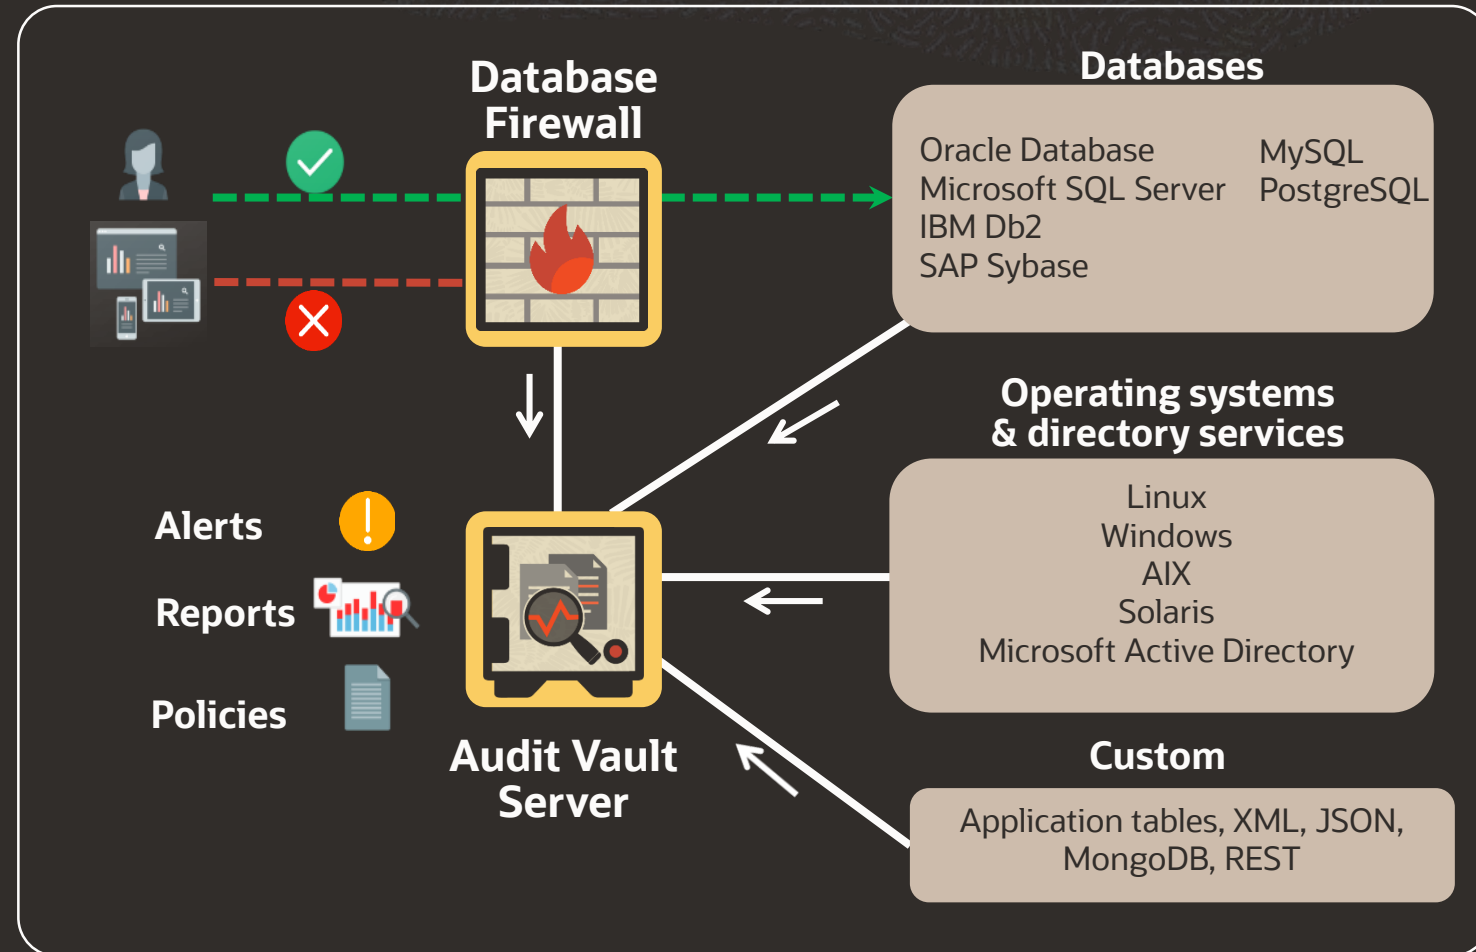 Database
Firewall
Databases
Oracle Database
Microsoft SQL Server
IBM Db2
SAP Sybase
MySQL
PostgreSQL
Operating systems
& directory services
Linux
Windows
AIX
Solaris
Microsoft Active Directory
Alerts
Reports
Policies
Audit Vault
Server
Custom
Application tables, XML, JSON,
MongoDB, REST